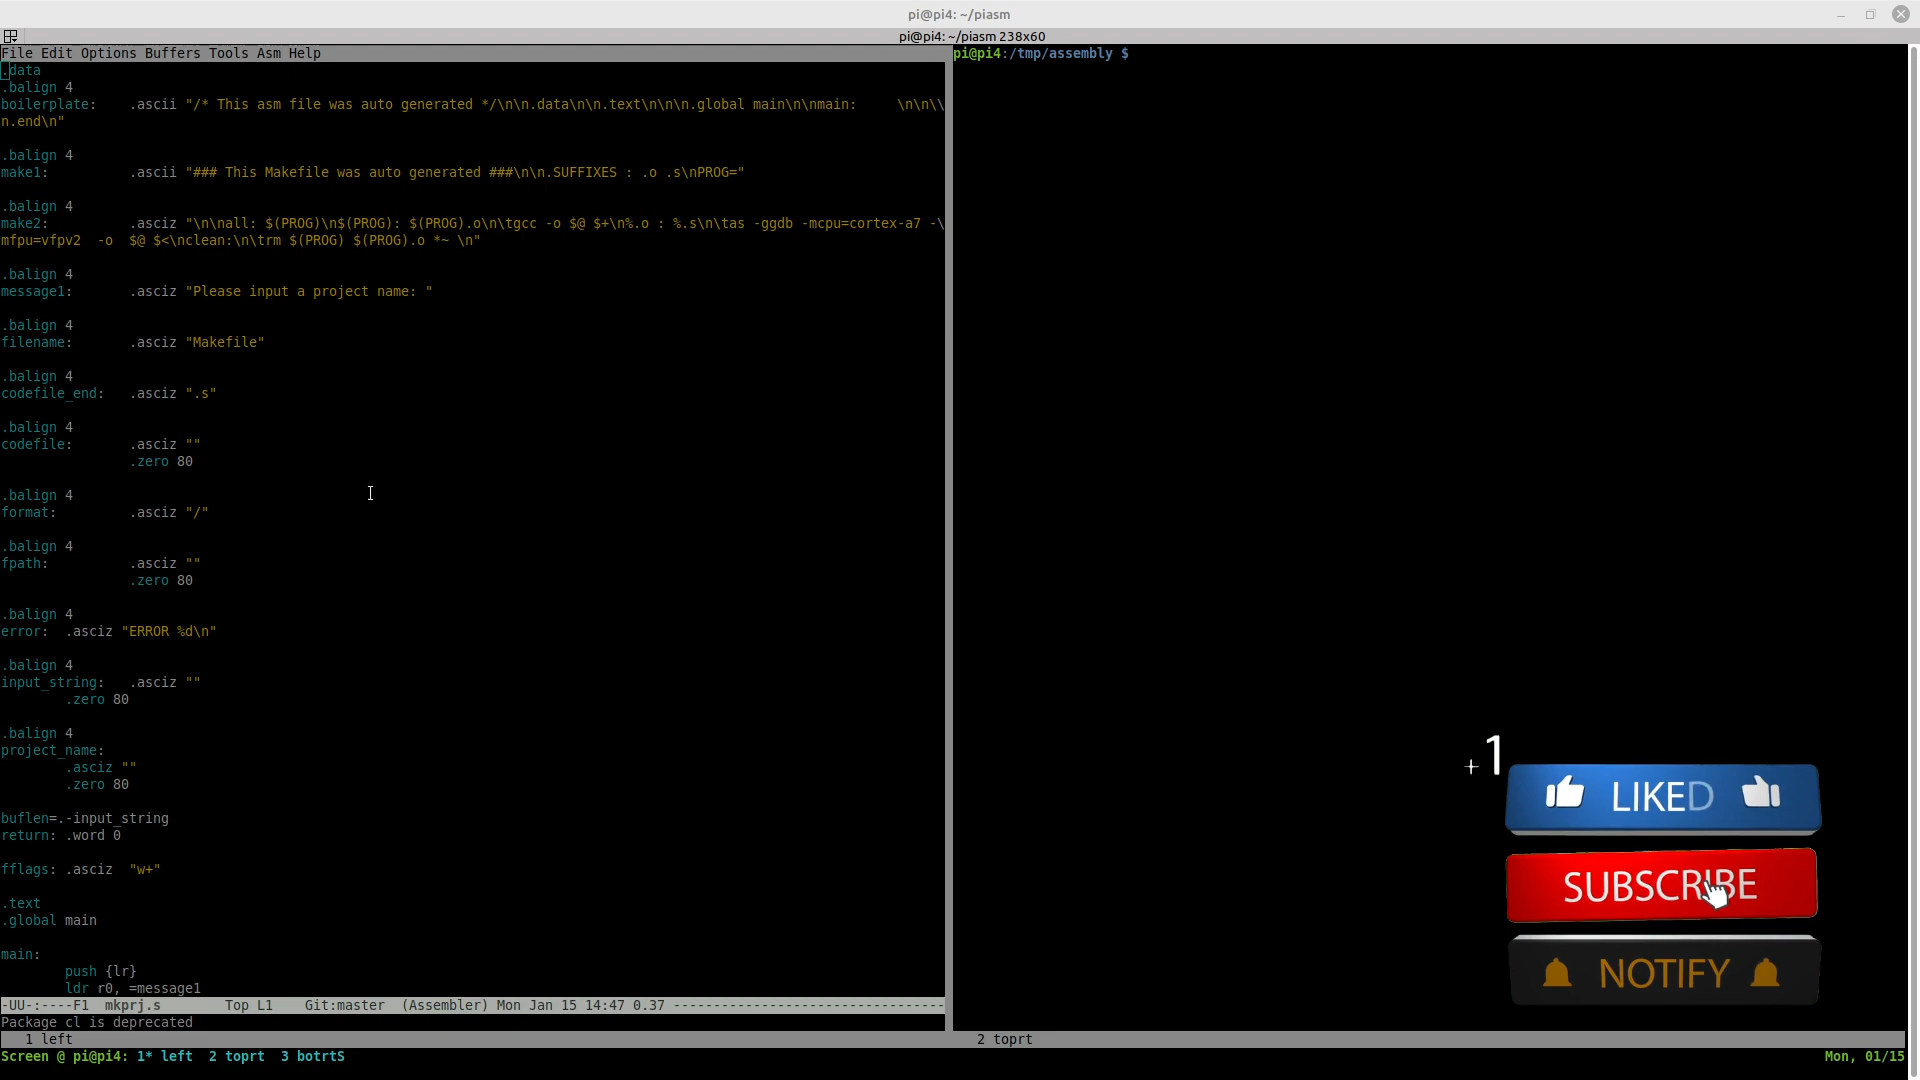 pi@pi4: ~/piasm
pi@pi4: ~/piasm 238x60
File Edit Options Buffers Tools Asm Help
.data
.balign 4
boilerplate:    .ascii "/* This asm file was auto generated */\n\n.data\n\n.text\n\n\n.global main\n\nmain:     \n\n\\
n.end\n"
.balign 4
make1:          .ascii "### This Makefile was auto generated ###\n\n.SUFFIXES : .o .s\nPROG="
.balign 4
make2:          .asciz "\n\nall: $(PROG)\n$(PROG): $(PROG).o\n\tgcc -o $@ $+\n%.o : %.s\n\tas -ggdb -mcpu=cortex-a7 -\
mfpu=vfpv2  -o  $@ $<\nclean:\n\trm $(PROG) $(PROG).o *~ \n"
.balign 4
message1:       .asciz "Please input a project name: "
.balign 4
filename:       .asciz "Makefile"
.balign 4
codefile_end:   .asciz ".s"
.balign 4
codefile:       .asciz ""
                .zero 80
.balign 4
format:         .asciz "/"
.balign 4
fpath:          .asciz ""
                .zero 80
.balign 4
error:  .asciz "ERROR %d\n"
.balign 4
input_string:   .asciz ""
        .zero 80
.balign 4
project_name:
        .asciz ""
        .zero 80
buflen=.-input_string
return: .word 0
fflags: .asciz  "w+"
.text
.global main
main:
        push {lr}
        ldr r0, =message1
-UU-:----F1  mkprj.s        Top L1    Git:master  (Assembler) Mon Jan 15 14:47 0.37 ----------------------------------
Package cl is deprecated
1 left
pi@pi4:/tmp/assembly $
+1
LIKED
SUBSCRIBE
NOTIFY
2 toprt
Screen @ pi@pi4: 1* left  2 toprt  3 botrtS
Mon, 01/15